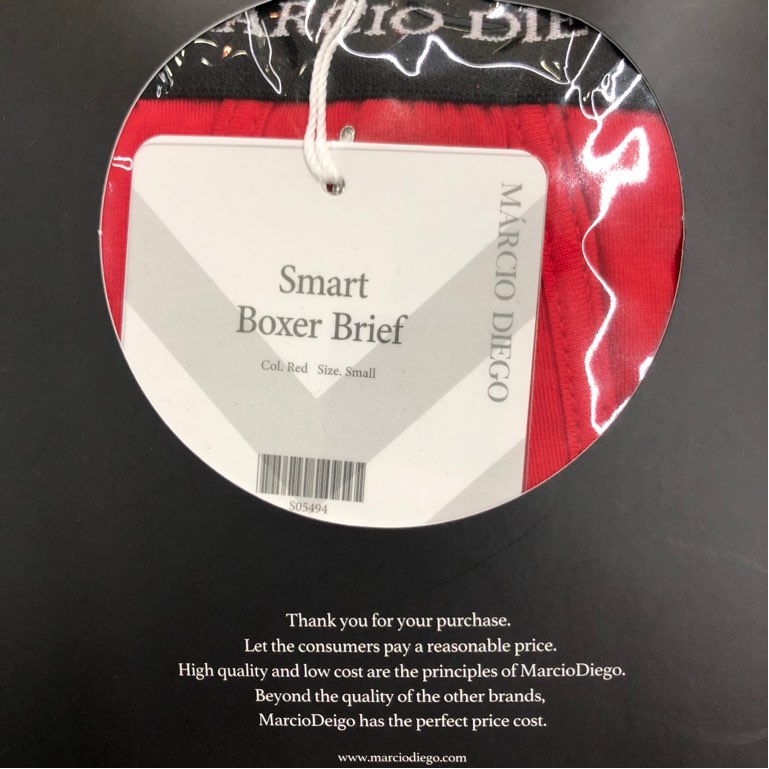 MÁRCIO DIE
MÁRCIO DIEGO
Smart
Boxer Brief
Col. Red Size. Small
S05494
Thank you for your purchase.
Let the consumers pay a reasonable price.
High quality and low cost are the principles of MarcioDiego.
Beyond the quality of the other brands,
MarcioDeigo has the perfect price cost.
www.marciodiego.com